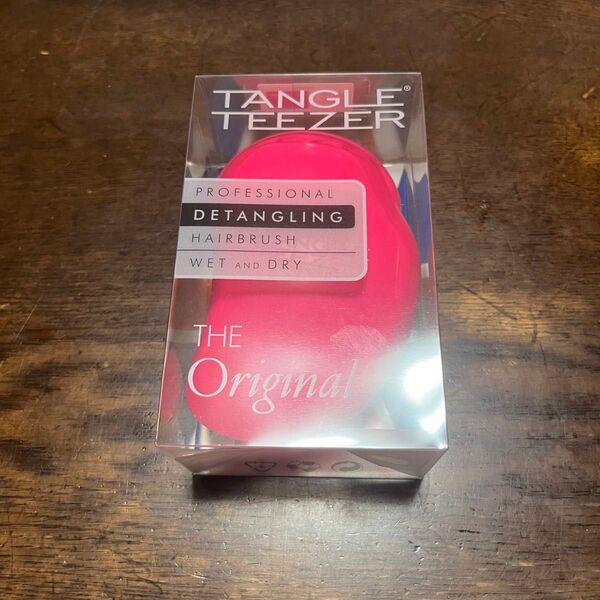 TANGLE®
TEEZER
PROFESSIONAL
DETANGLING
HAIRBRUSH
WET AND DRY
THE
Original